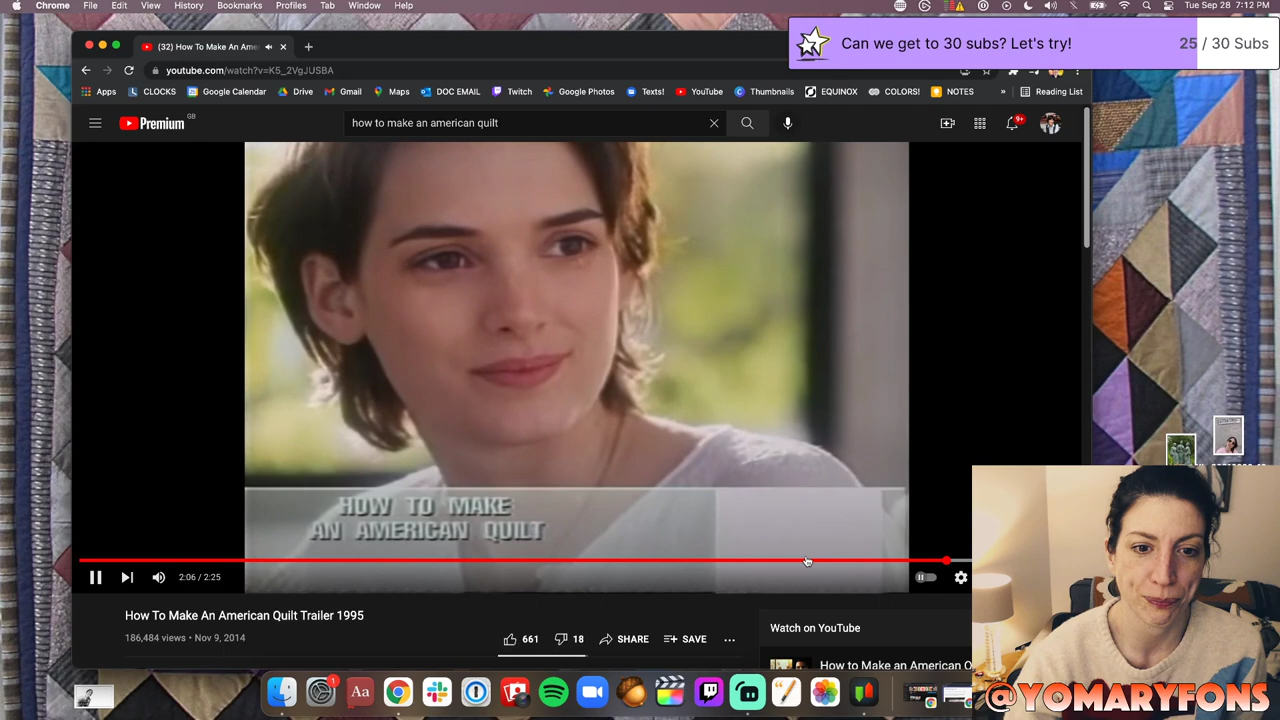 Chrome File Edit View History Bookmarks Profiles Tab Window Help
Tue Sep 28 7:12 PM
Can we get to 30 subs? Let's try! 25 / 30 Subs
(32) How To Make An Ame
youtube.com/watch?v=K5_2VgJUSBA
Apps CLOCKS Google Calendar Drive Gmail Maps DOC EMAIL Twitch Google Photos Texts! YouTube Thumbnails EQUINOX COLORS! NOTES » Reading List
Premium GB
how to make an american quilt
9+
HOW TO MAKE
AN AMERICAN QUILT
2:06 / 2:25
How To Make An American Quilt Trailer 1995
186,484 views • Nov 9, 2014
661 18 SHARE SAVE
Watch on YouTube
How to Make an American Q
1
Aa
@YOMARYFONS